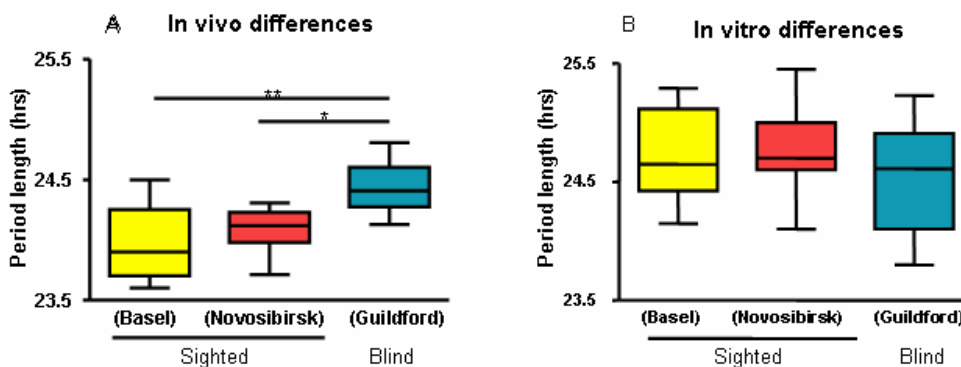 A
In vivo differences
Period length (hrs)
25.5
24.5
23.5
**
*
(Basel)
(Novosibirsk)
(Guildford)
Sighted
Blind
B
In vitro differences
Period length (hrs)
25.5
24.5
23.5
(Basel)
(Novosibirsk)
(Guildford)
Sighted
Blind